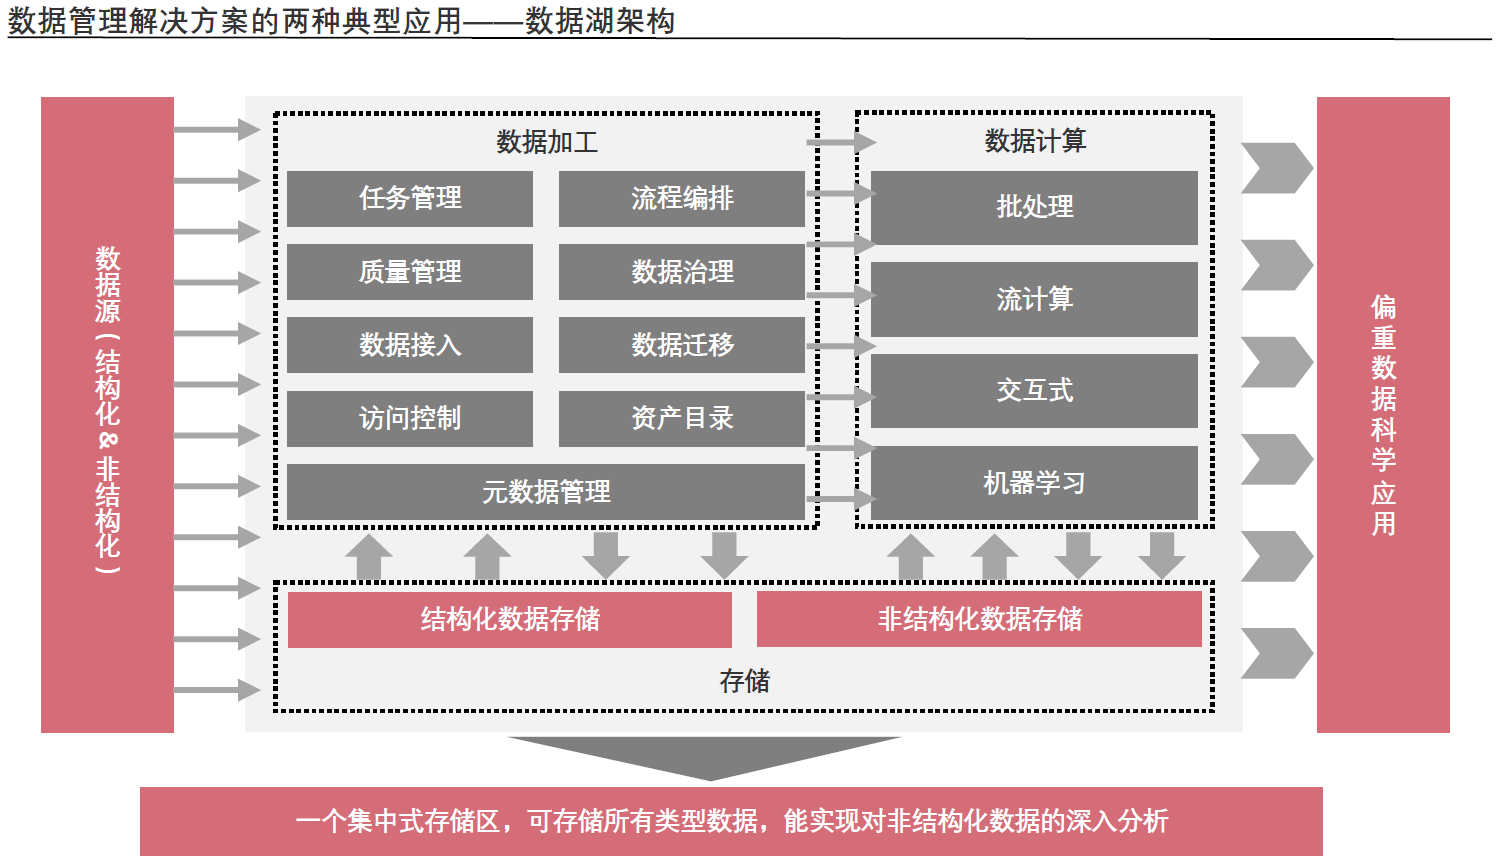 数据管理解决方案的两种典型应用——数据湖架构
数据源(结构化&非结构化)
数据加工
任务管理
流程编排
质量管理
数据治理
数据接入
数据迁移
访问控制
资产目录
元数据管理
数据计算
批处理
流计算
交互式
机器学习
结构化数据存储
非结构化数据存储
存储
偏重数据科学应用
一个集中式存储区，可存储所有类型数据，能实现对非结构化数据的深入分析